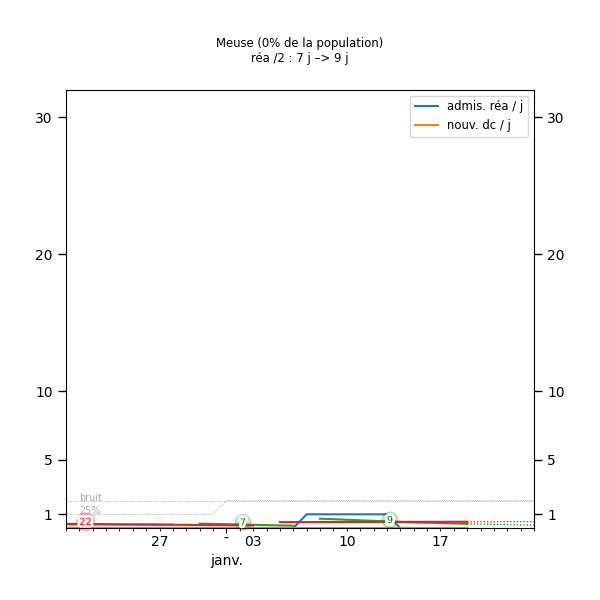 Meuse (0% de la population)
réa /2 : 7 j –> 9 j
admis. réa / j
nouv. dc / j
30 30
20 20
10 10
5 5
bruit
25%
1 1
22 7 9
27 - 03 10 17
janv.